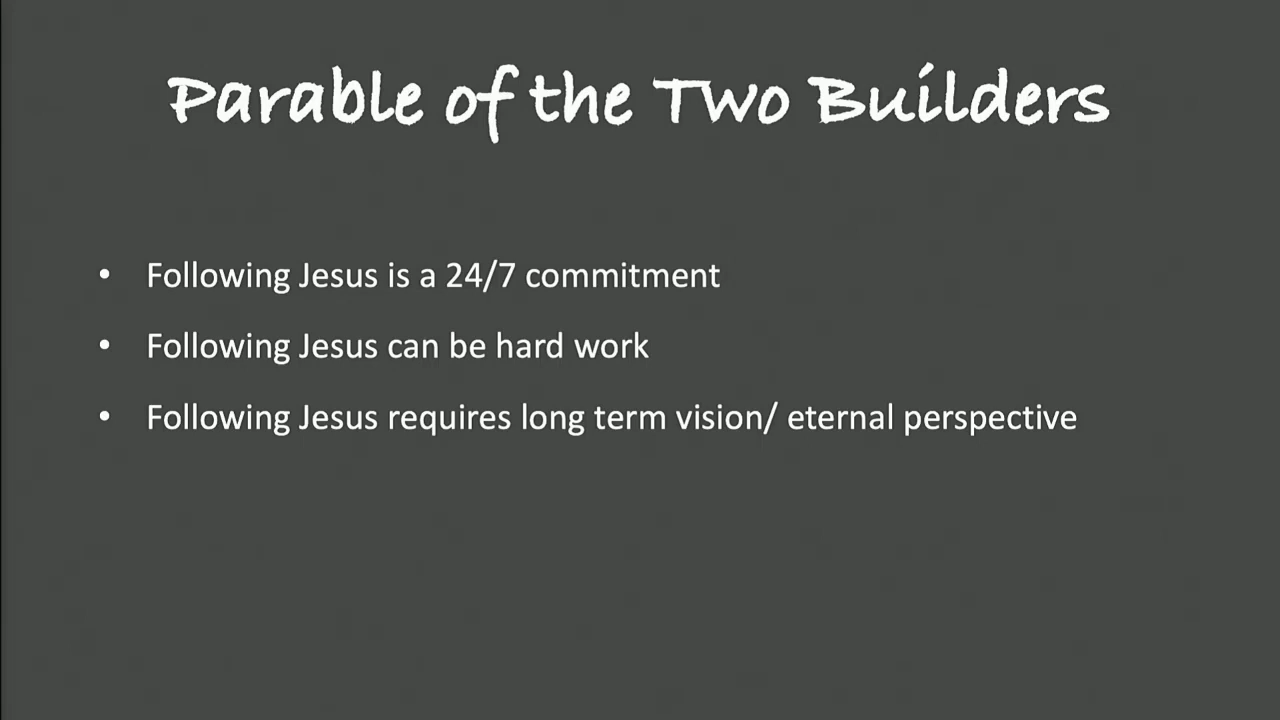 Parable of the Two Builders
• Following Jesus is a 24/7 commitment
• Following Jesus can be hard work
• Following Jesus requires long term vision/ eternal perspective